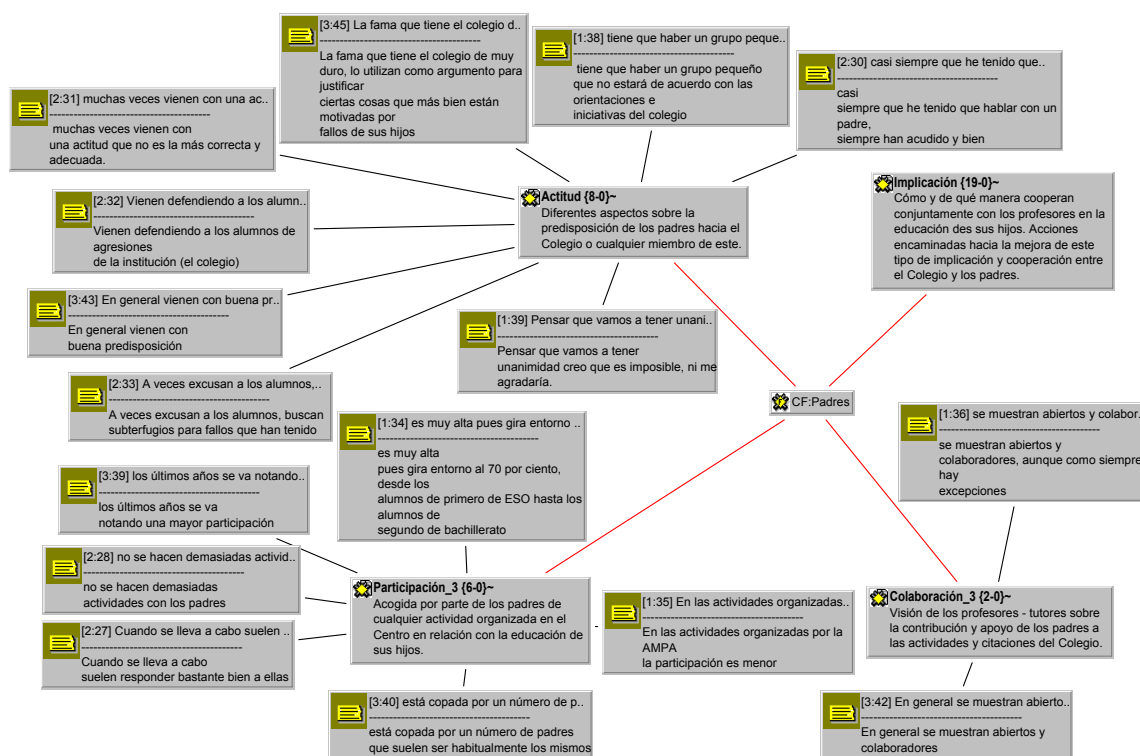 [3:45] La fama que tiene el colegio d..
----------------------------------------
La fama que tiene el colegio de muy
duro, lo utilizan como argumento para
justificar
ciertas cosas que más bien están
motivadas por
fallos de sus hijos
[1:38] tiene que haber un grupo peque..
----------------------------------------
tiene que haber un grupo pequeño
que no estará de acuerdo con las
orientaciones e
iniciativas del colegio
[2:30] casi siempre que he tenido que..
----------------------------------------
casi
siempre que he tenido que hablar con un
padre,
siempre han acudido y bien
[2:31] muchas veces vienen con una ac..
----------------------------------------
muchas veces vienen con
una actitud que no es la más correcta y
adecuada.
Actitud {8-0}~
Diferentes aspectos sobre la
predisposición de los padres hacia el
Colegio o cualquier miembro de este.
Implicación {19-0}~
Cómo y de qué manera cooperan
conjuntamente con los profesores en la
educación des sus hijos. Acciones
encaminadas hacia la mejora de este
tipo de implicación y cooperación entre
el Colegio y los padres.
[2:32] Vienen defendiendo a los alumn..
----------------------------------------
Vienen defendiendo a los alumnos de
agresiones
de la institución (el colegio)
[3:43] En general vienen con buena pr..
----------------------------------------
En general vienen con
buena predisposición
[1:39] Pensar que vamos a tener unani..
----------------------------------------
Pensar que vamos a tener
unanimidad creo que es imposible, ni me
agradaría.
[2:33] A veces excusan a los alumnos,..
----------------------------------------
A veces excusan a los alumnos, buscan
subterfugios para fallos que han tenido
CF:Padres
[1:34] es muy alta pues gira entorno ..
----------------------------------------
es muy alta
pues gira entorno al 70 por ciento,
desde los
alumnos de primero de ESO hasta los
alumnos de
segundo de bachillerato
[1:36] se muestran abiertos y colabor..
----------------------------------------
se muestran abiertos y
colaboradores, aunque como siempre
hay
excepciones
[3:39] los últimos años se va notando..
----------------------------------------
los últimos años se va
notando una mayor participación
[2:28] no se hacen demasiadas activid..
----------------------------------------
no se hacen demasiadas
actividades con los padres
Participación_3 {6-0}~
Acogida por parte de los padres de
cualquier actividad organizada en el
Centro en relación con la educación de
sus hijos.
[1:35] En las actividades organizadas..
----------------------------------------
En las actividades organizadas por la
AMPA
la participación es menor
Colaboración_3 {2-0}~
Visión de los profesores - tutores sobre
la contribución y apoyo de los padres a
las actividades y citaciones del Colegio.
[2:27] Cuando se lleva a cabo suelen ..
----------------------------------------
Cuando se lleva a cabo
suelen responder bastante bien a ellas
[3:40] está copada por un número de p..
----------------------------------------
está copada por un número de padres
que suelen ser habitualmente los mismos
[3:42] En general se muestran abierto..
----------------------------------------
En general se muestran abiertos y
colaboradores